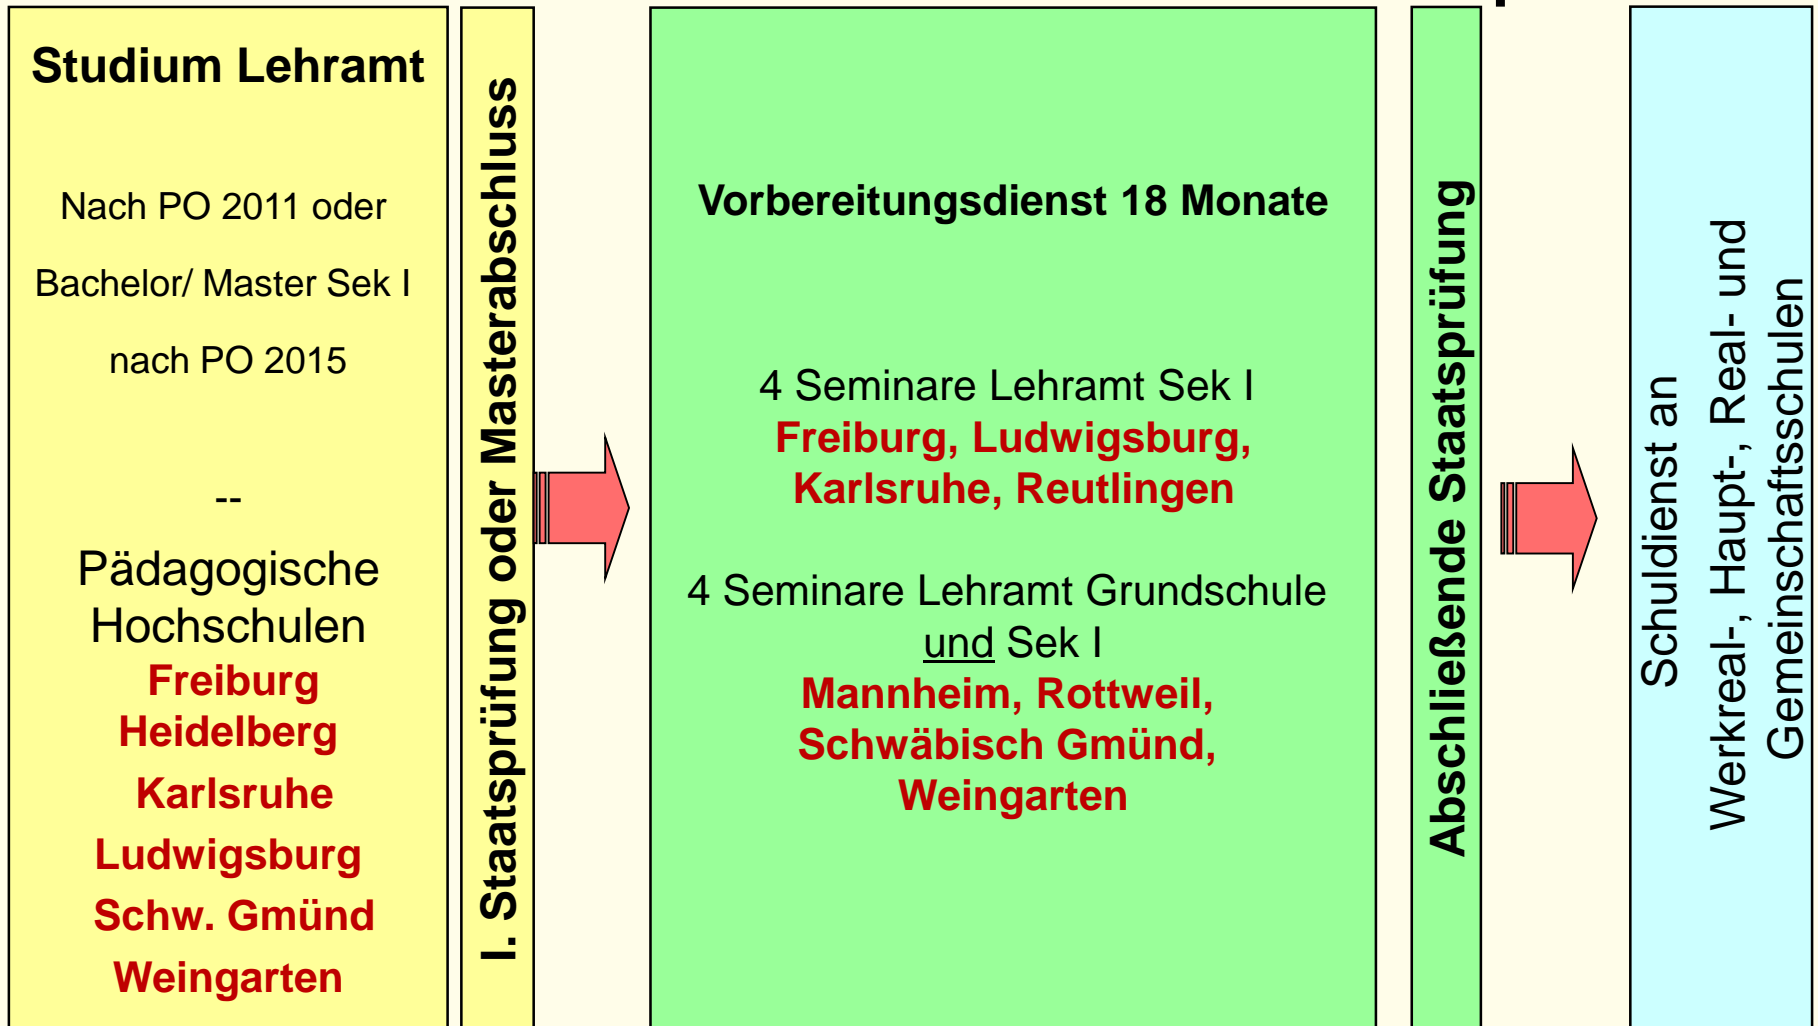 Studium Lehramt
Nach PO 2011 oder
Bachelor/ Master Sek I
nach PO 2015
--
Pädagogische
Hochschulen
Freiburg
Heidelberg
Karlsruhe
Ludwigsburg
Schw. Gmünd
Weingarten
I. Staatsprüfung oder Masterabschluss
Vorbereitungsdienst 18 Monate
4 Seminare Lehramt Sek I
Freiburg, Ludwigsburg,
Karlsruhe, Reutlingen
4 Seminare Lehramt Grundschule
und Sek I
Mannheim, Rottweil,
Schwäbisch Gmünd,
Weingarten
Abschließende Staatsprüfung
Schuldienst an
Werkreal-, Haupt-, Real- und
Gemeinschaftsschulen